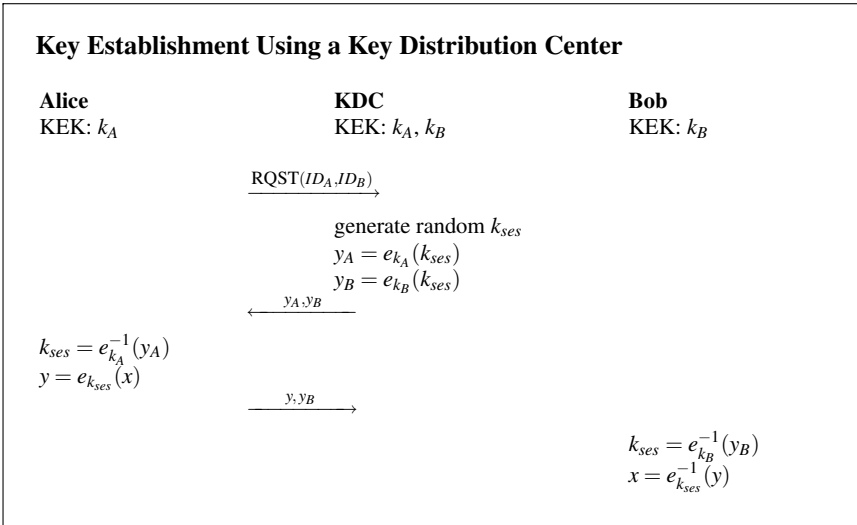 Key Establishment Using a Key Distribution Center
Alice KDC Bob
KEK: k_A KEK: k_A, k_B KEK: k_B
RQST(ID_A,ID_B)
generate random k_ses
y_A = e_{k_A}(k_ses)
y_B = e_{k_B}(k_ses)
y_A,y_B
k_ses = e^{-1}_{k_A}(y_A)
y = e_{k_ses}(x)
y,y_B
k_ses = e^{-1}_{k_B}(y_B)
x = e^{-1}_{k_ses}(y)